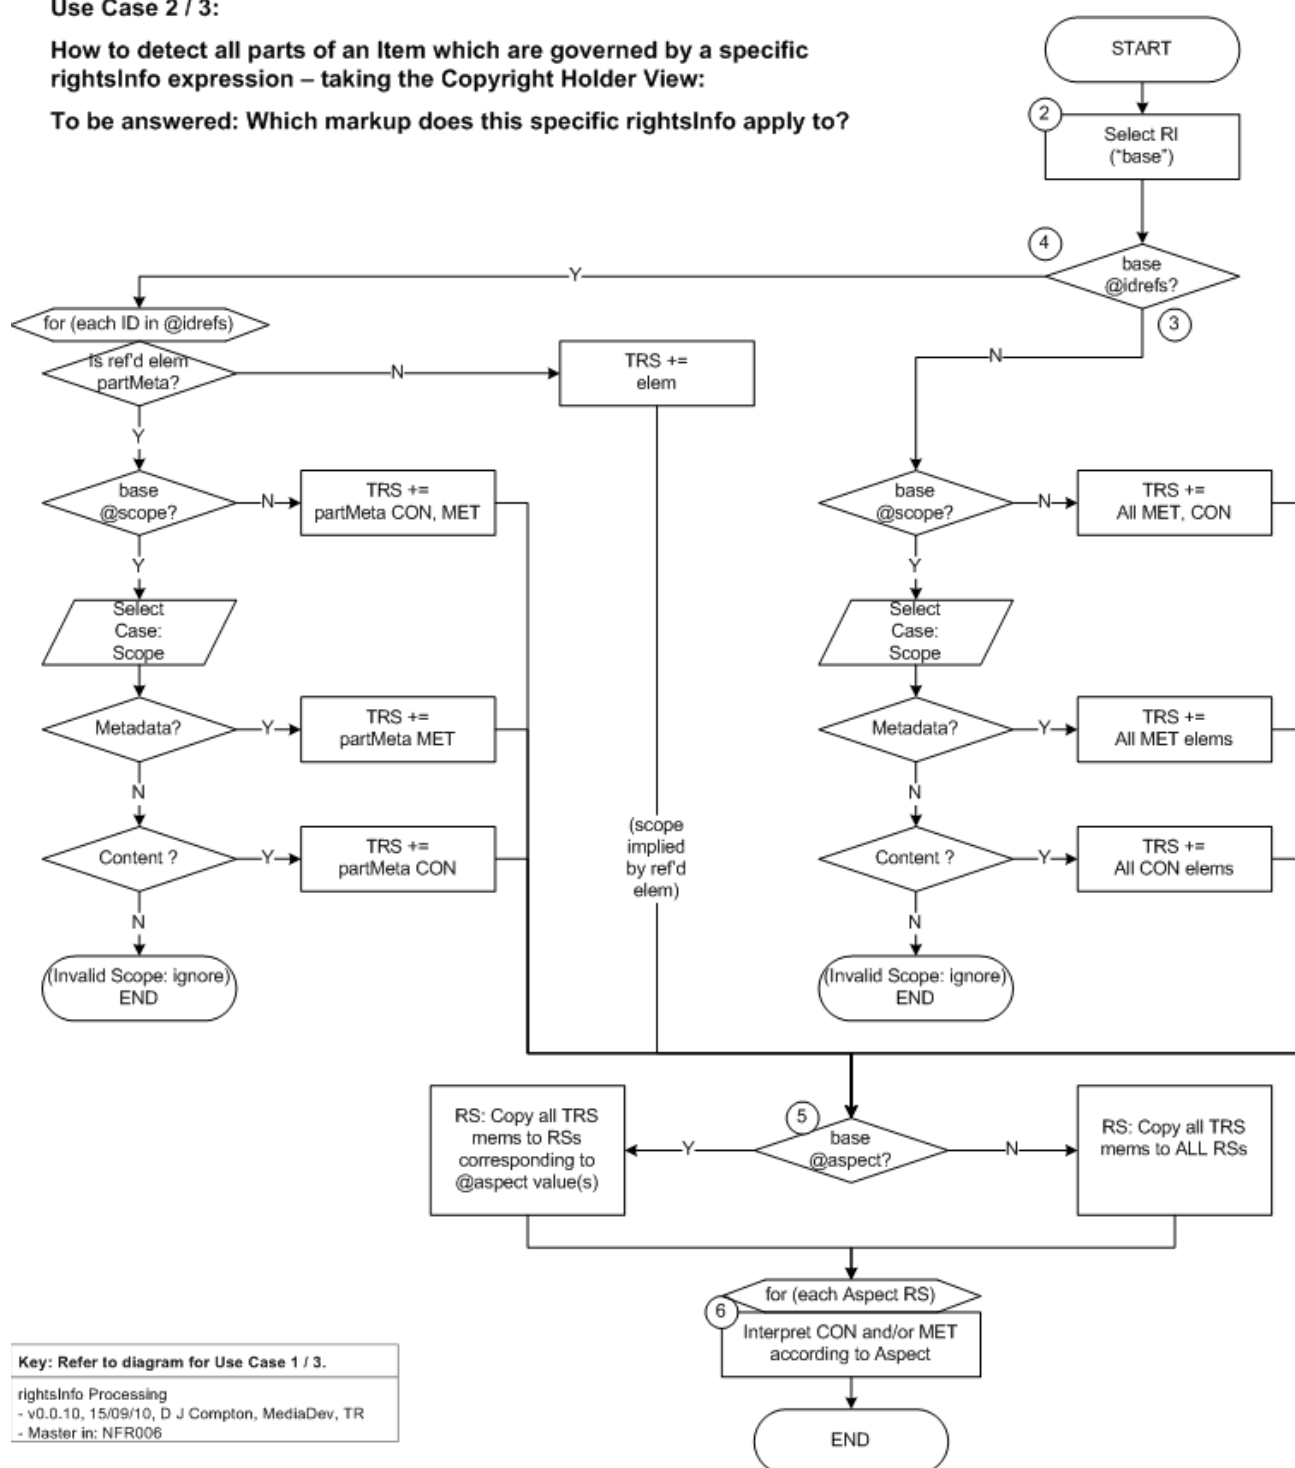 Use Case 2 / 3:
How to detect all parts of an Item which are governed by a specific
rightsInfo expression – taking the Copyright Holder View:
To be answered: Which markup does this specific rightsInfo apply to?
START
2
Select RI
("base")
4
base
@idrefs?
3
Y
N
for (each ID in @idrefs)
is ref'd elem
partMeta?
N
TRS +=
elem
Y
base
@scope?
N
TRS +=
partMeta CON, MET
Y
Select
Case:
Scope
Metadata?
Y
TRS +=
partMeta MET
N
Content ?
Y
TRS +=
partMeta CON
N
(Invalid Scope: ignore)
END
(scope
implied
by ref'd
elem)
base
@scope?
N
TRS +=
All MET, CON
Y
Select
Case:
Scope
Metadata?
Y
TRS +=
All MET elems
N
Content ?
Y
TRS +=
All CON elems
N
(Invalid Scope: ignore)
END
5
base
@aspect?
Y
RS: Copy all TRS
mems to RSs
corresponding to
@aspect value(s)
N
RS: Copy all TRS
mems to ALL RSs
for (each Aspect RS)
6
Interpret CON and/or MET
according to Aspect
END
Key: Refer to diagram for Use Case 1 / 3.
rightsInfo Processing
- v0.0.10, 15/09/10, D J Compton, MediaDev, TR
- Master in: NFR006